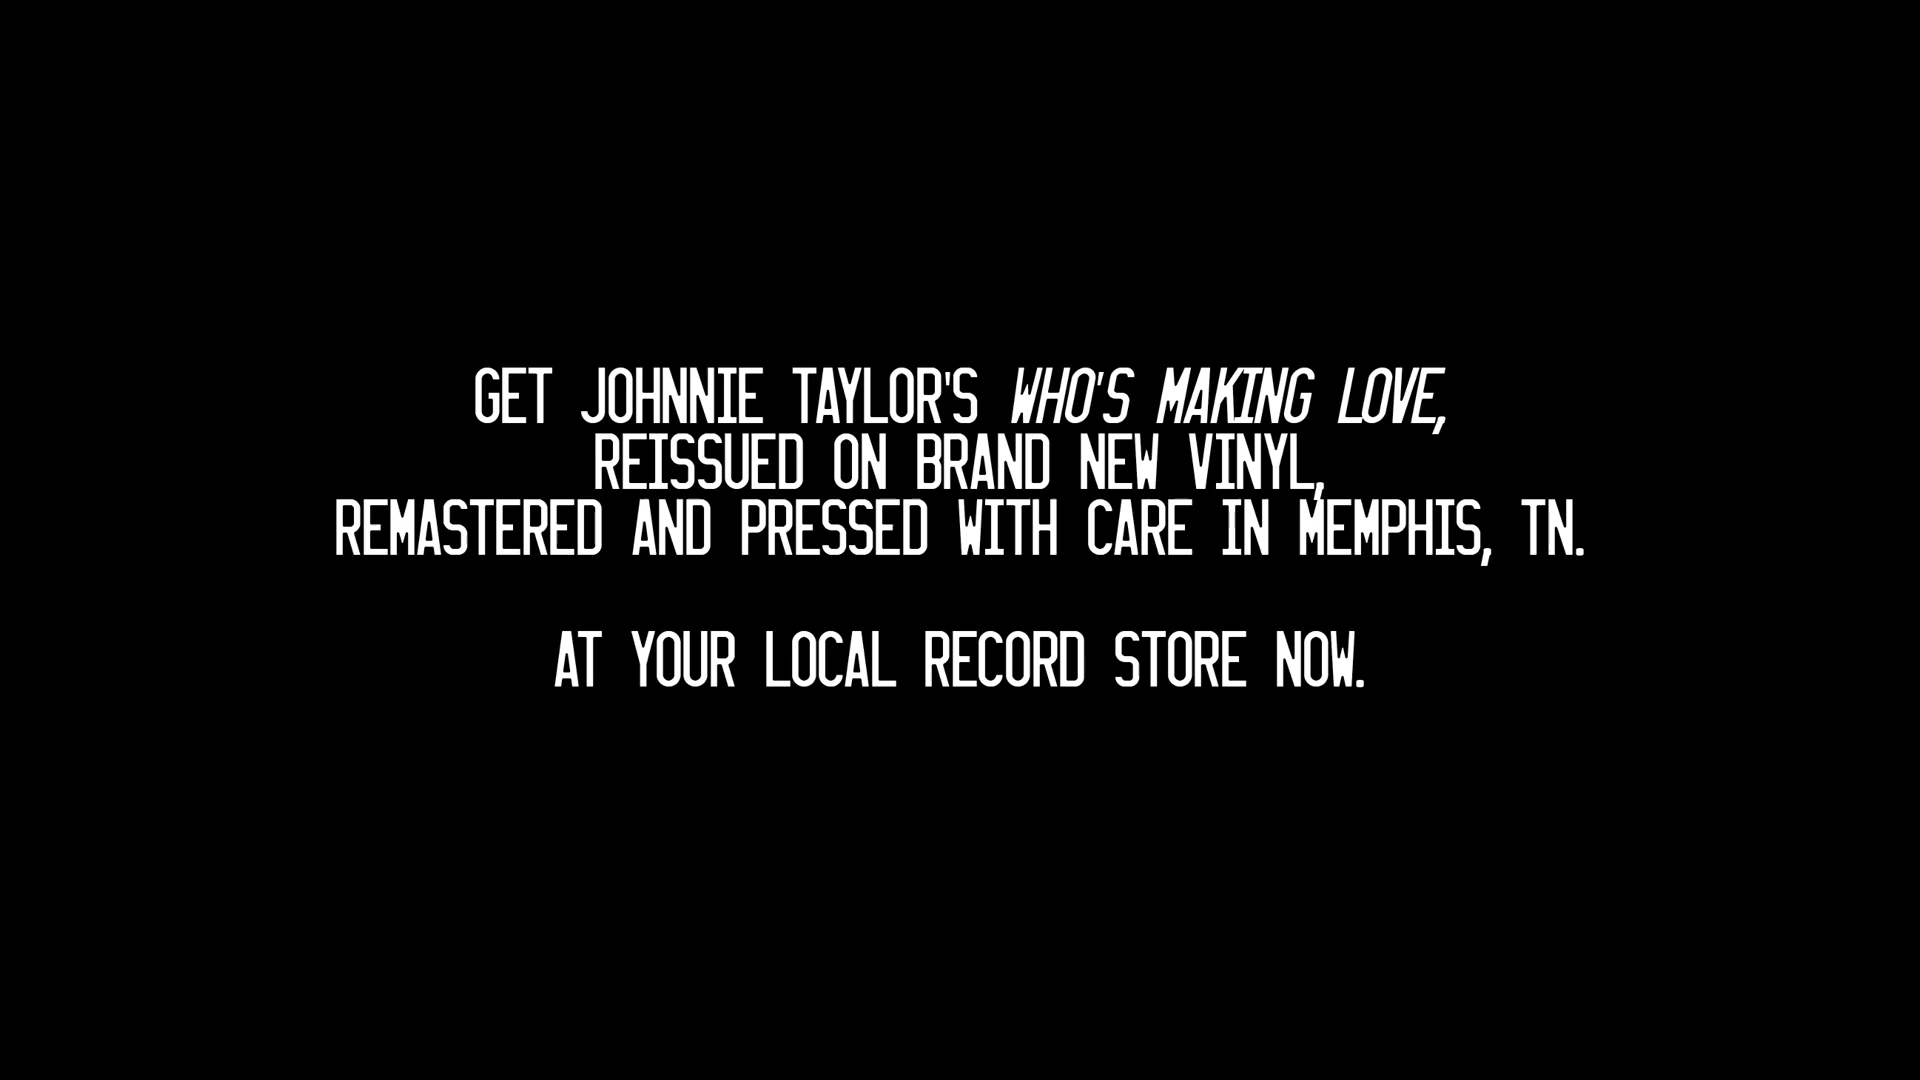 GET JOHNNIE TAYLOR'S WHO'S MAKING LOVE,
REISSUED ON BRAND NEW VINYL,
REMASTERED AND PRESSED WITH CARE IN MEMPHIS, TN.
AT YOUR LOCAL RECORD STORE NOW.